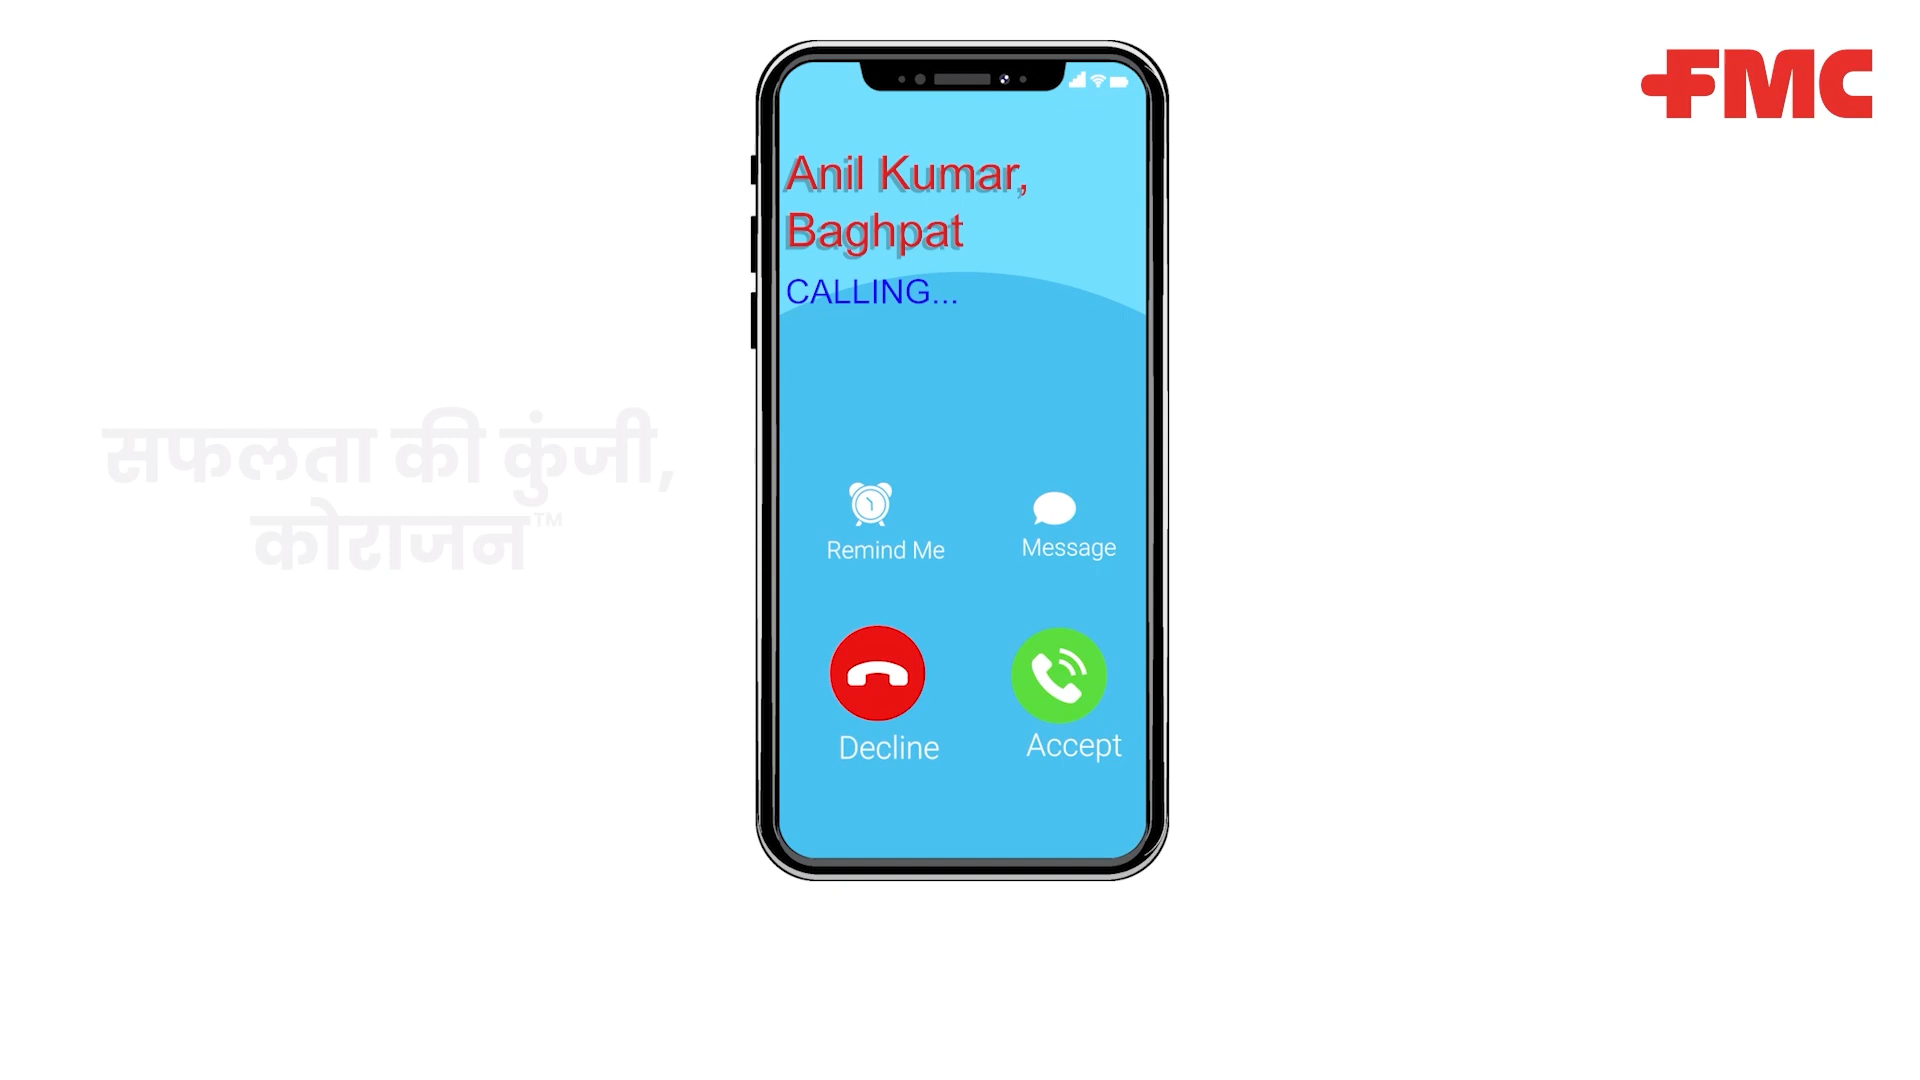 FMC
Anil Kumar,
Baghpat
CALLING...
सफलता की कुंजी,
कोराजन™
Remind Me
Message
Decline
Accept